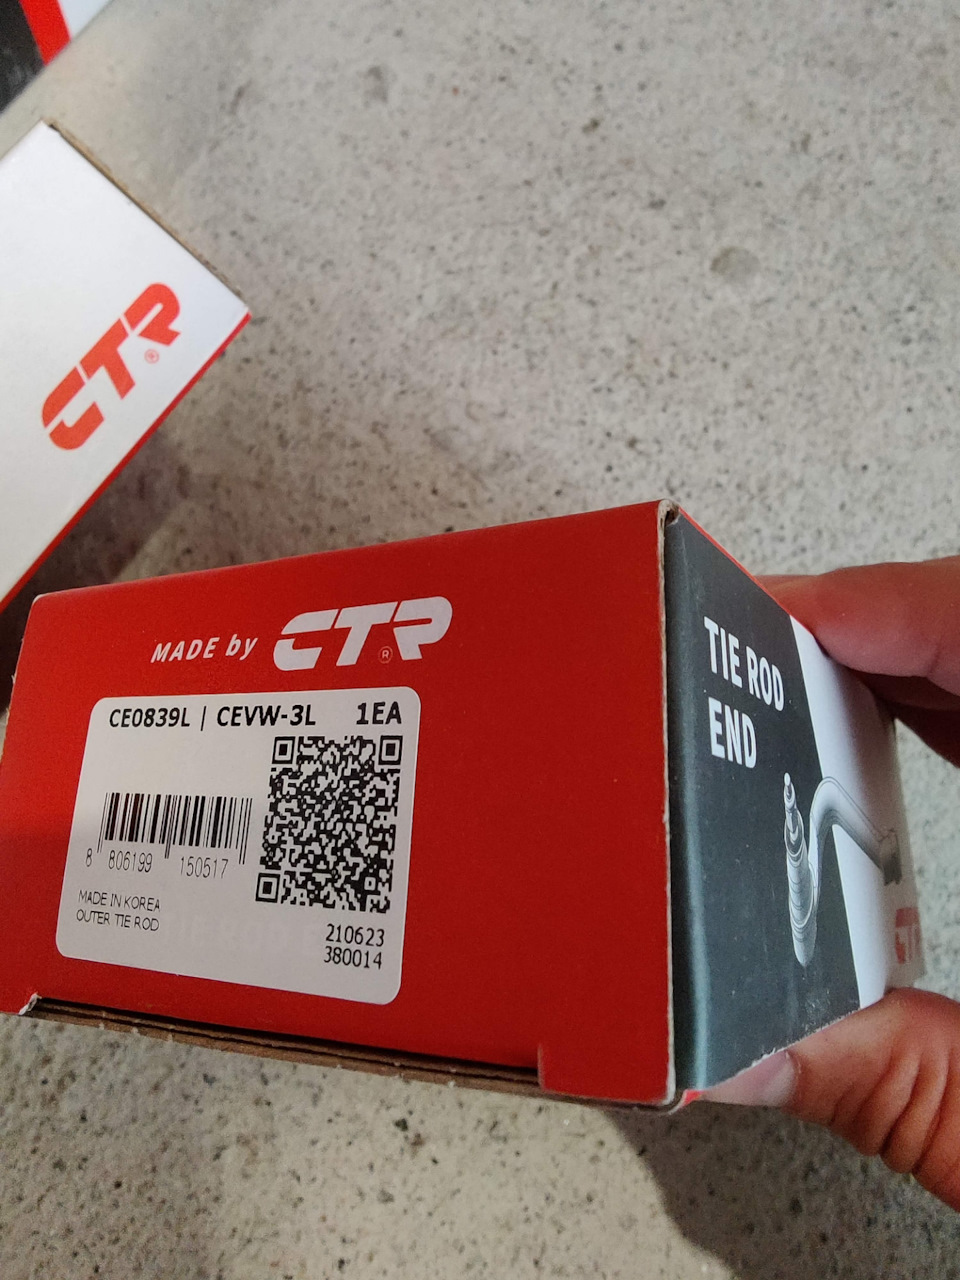 CTR
®
MADE by CTR
®
CE0839L | CEVW-3L 1EA
8 806199 150517
MADE IN KOREA
OUTER TIE ROD
210623
380014
TIE ROD
END
CTR